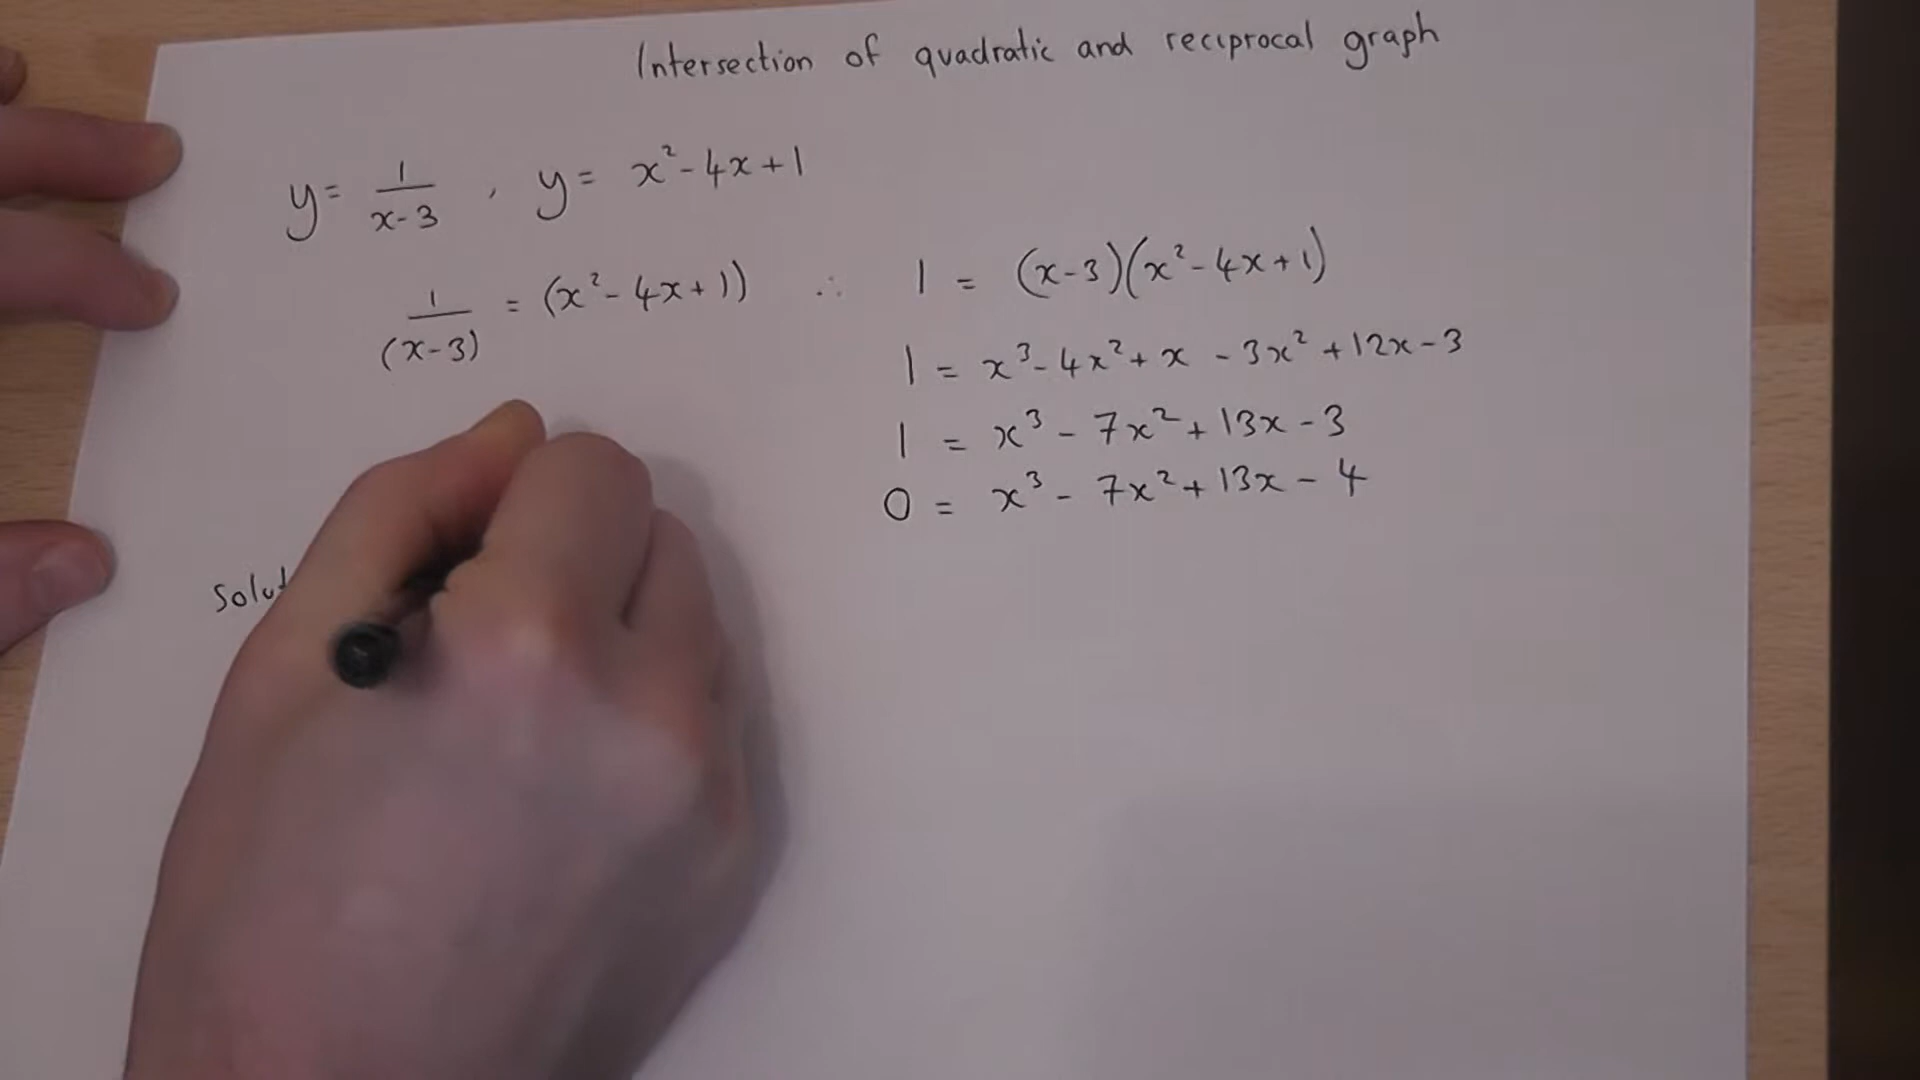 Intersection of quadratic and reciprocal graph
y = 1/(x-3) , y = x² - 4x + 1
1/(x-3) = (x² - 4x + 1) ∴ 1 = (x-3)(x² - 4x + 1)
1 = x³ - 4x² + x - 3x² + 12x - 3
1 = x³ - 7x² + 13x - 3
0 = x³ - 7x² + 13x - 4